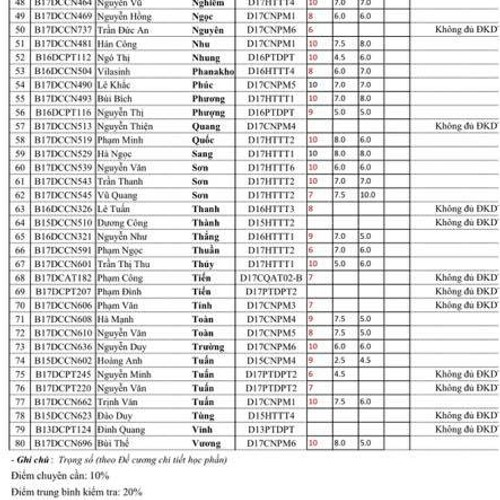 48 B17DCCN464 Nguyễn Vũ Nghiêm D17HTTT4 10 7.0 7.0
49 B17DCCN469 Nguyễn Hồng Ngọc D17CNPM1 8 6.0 6.0
50 B17DCCN737 Trần Đức An Nguyên D17CNPM6 6 Không đủ ĐKD
51 B17DCCN481 Hán Công Nhu D17CNPM1 10 7.5 8.0
52 B16DCPT112 Ngô Thị Nhung D16PTDPT 10 4.5 6.0
53 B16DCCN504 Vilasinh Phanakho D16HTTT4 8 6.0 7.0
54 B17DCCN490 Lê Khắc Phúc D17CNPM5 10 7.0 7.0
55 B17DCCN493 Bùi Bích Phương D17HTTT1 10 7.0 8.0
56 B16DCPT116 Nguyễn Thị Phượng D16PTDPT 9 5.0 5.0
57 B17DCCN513 Nguyễn Thiện Quang D17CNPM4 Không đủ ĐKD
58 B17DCCN519 Phạm Minh Quốc D17HTTT2 10 8.0 6.0
59 B17DCCN529 Hà Ngọc Sang D17HTTT1 10 8.0 8.0
60 B17DCCN539 Nguyễn Văn Sơn D17HTTT6 10 6.0 6.0
61 B17DCCN543 Trần Thanh Sơn D17HTTT2 10 7.0 7.0
62 B17DCCN545 Vũ Quang Sơn D17HTTT2 7 7.5 10.0
63 B16DCCN326 Lê Tuấn Thanh D16HTTT3 8 Không đủ ĐKD
64 B15DCCN510 Dương Công Thành D15HTTT2 Không đủ ĐKD
65 B16DCCN321 Nguyễn Như Thắng D16HTTT1 9 7.0 5.0
66 B17DCCN591 Phạm Ngọc Thuần D17HTTT2 6 7.0 6.0
67 B17DCCN601 Trần Thị Thu Thủy D17HTTT1 10 5.0 6.0
68 B17DCAT182 Phạm Công Tiến D17CQAT02-B 7 Không đủ ĐKD
69 B17DCPT207 Phạm Đình Tiến D17PTDPT2 Không đủ ĐKD
70 B17DCCN606 Phạm Văn Tính D17CNPM3 7 Không đủ ĐKD
71 B17DCCN608 Hà Mạnh Toàn D17CNPM4 9 7.5 5.0
72 B17DCCN610 Nguyễn Văn Toàn D17CNPM5 8 7.5 5.0
73 B17DCCN636 Nguyễn Duy Trường D17CNPM6 10 6.0 6.0
74 B15DCCN602 Hoàng Anh Tuấn D15CNPM4 9 2.5 4.5
75 B17DCPT245 Nguyễn Minh Tuấn D17PTDPT2 6 4.5 Không đủ ĐKD
76 B17DCPT220 Nguyễn Văn Tuấn D17PTDPT2 7 Không đủ ĐKD
77 B17DCCN662 Trịnh Văn Tuấn D17CNPM1 10 7.5 6.0
78 B15DCCN623 Đào Duy Tùng D15HTTT4 Không đủ ĐKD
79 B13DCPT124 Đinh Quang Vinh D13PTDPT Không đủ ĐKD
80 B17DCCN696 Bùi Thế Vương D17CNPM6 10 8.0 5.0
- Ghi chú : Trọng số (theo Đề cương chi tiết học phần)
Điểm chuyên cần: 10%
Điểm trung bình kiểm tra: 20%